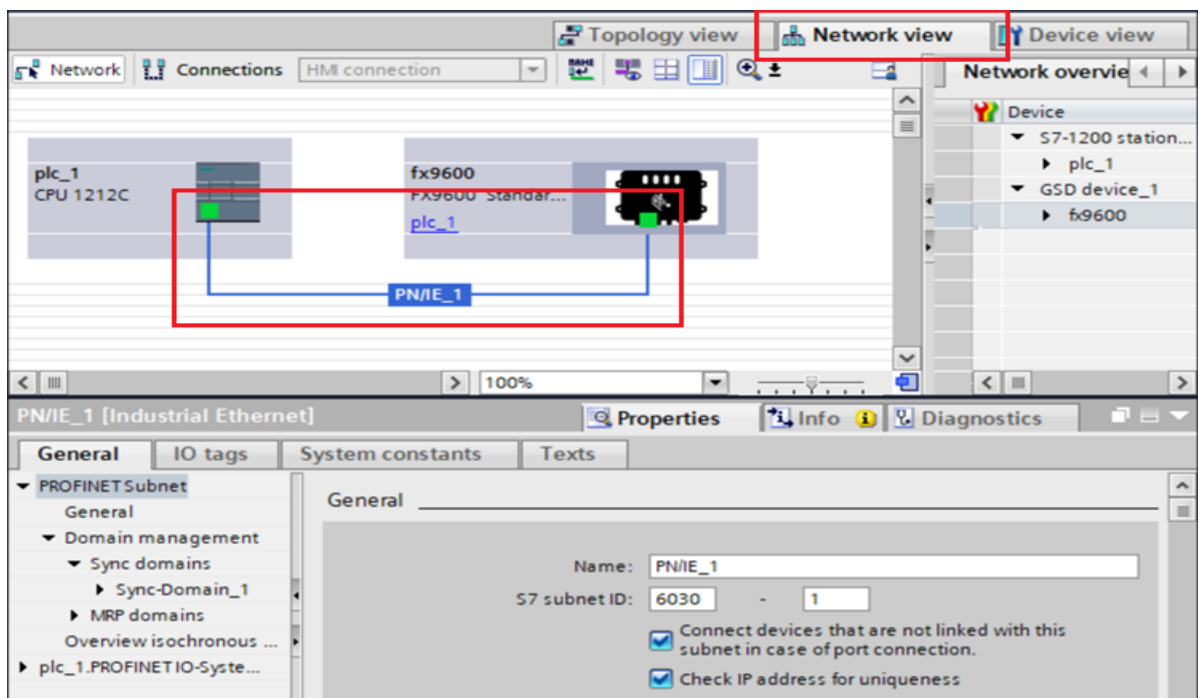 Topology view
Network view
Device view
Network
Connections
HMI connection
Network overvie
Device
plc_1
CPU 1212C
fx9600
FX9600 Standar...
plc_1
PN/IE_1
S7-1200 station...
plc_1
GSD device_1
fx9600
100%
PN/IE_1 [Industrial Ethernet]
Properties
Info
Diagnostics
General
IO tags
System constants
Texts
PROFINET Subnet
General
Domain management
Sync domains
Sync-Domain_1
MRP domains
Overview isochronous ...
plc_1.PROFINET IO-Syste...
General
Name: PN/IE_1
S7 subnet ID: 6030 - 1
Connect devices that are not linked with this
subnet in case of port connection.
Check IP address for uniqueness